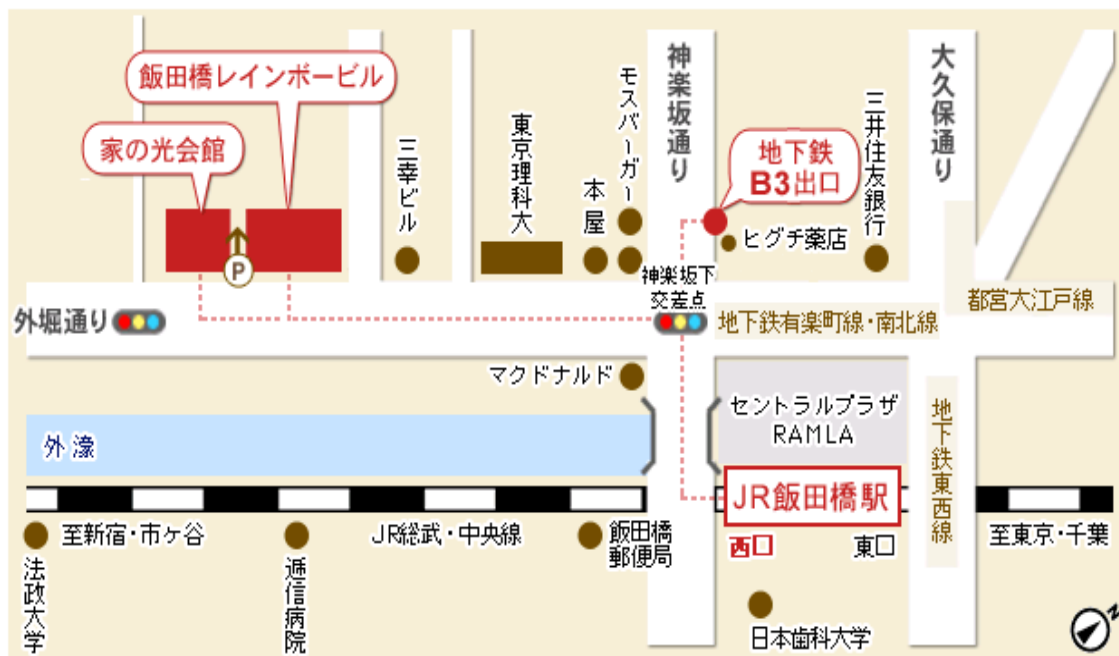 飯田橋レインボービル
家の光会館
三幸ビル
東京理科大
本屋
モスバーガー
神楽坂通り
地下鉄
B3出口
ヒグチ薬店
三井住友銀行
大久保通り
P
神楽坂下
交差点
外堀通り
地下鉄有楽町線・南北線
都営大江戸線
マクドナルド
セントラルプラザ
RAMLA
外濠
地下鉄東西線
JR飯田橋駅
西口
東口
至新宿・市ヶ谷
JR総武・中央線
飯田橋
郵便局
至東京・千葉
法政大学
逓信病院
日本歯科大学
N